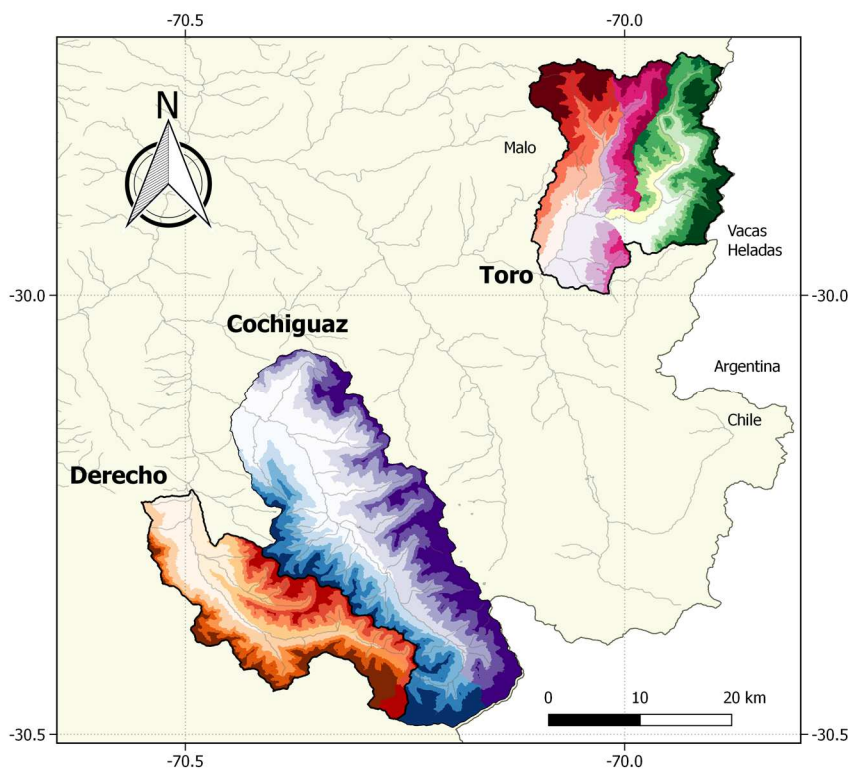 -70.5 -70.0
N
Malo
Vacas
Heladas
Toro
-30.0 -30.0
Cochiguaz
Argentina
Chile
Derecho
0 10 20 km
-30.5 -30.5
-70.5 -70.0